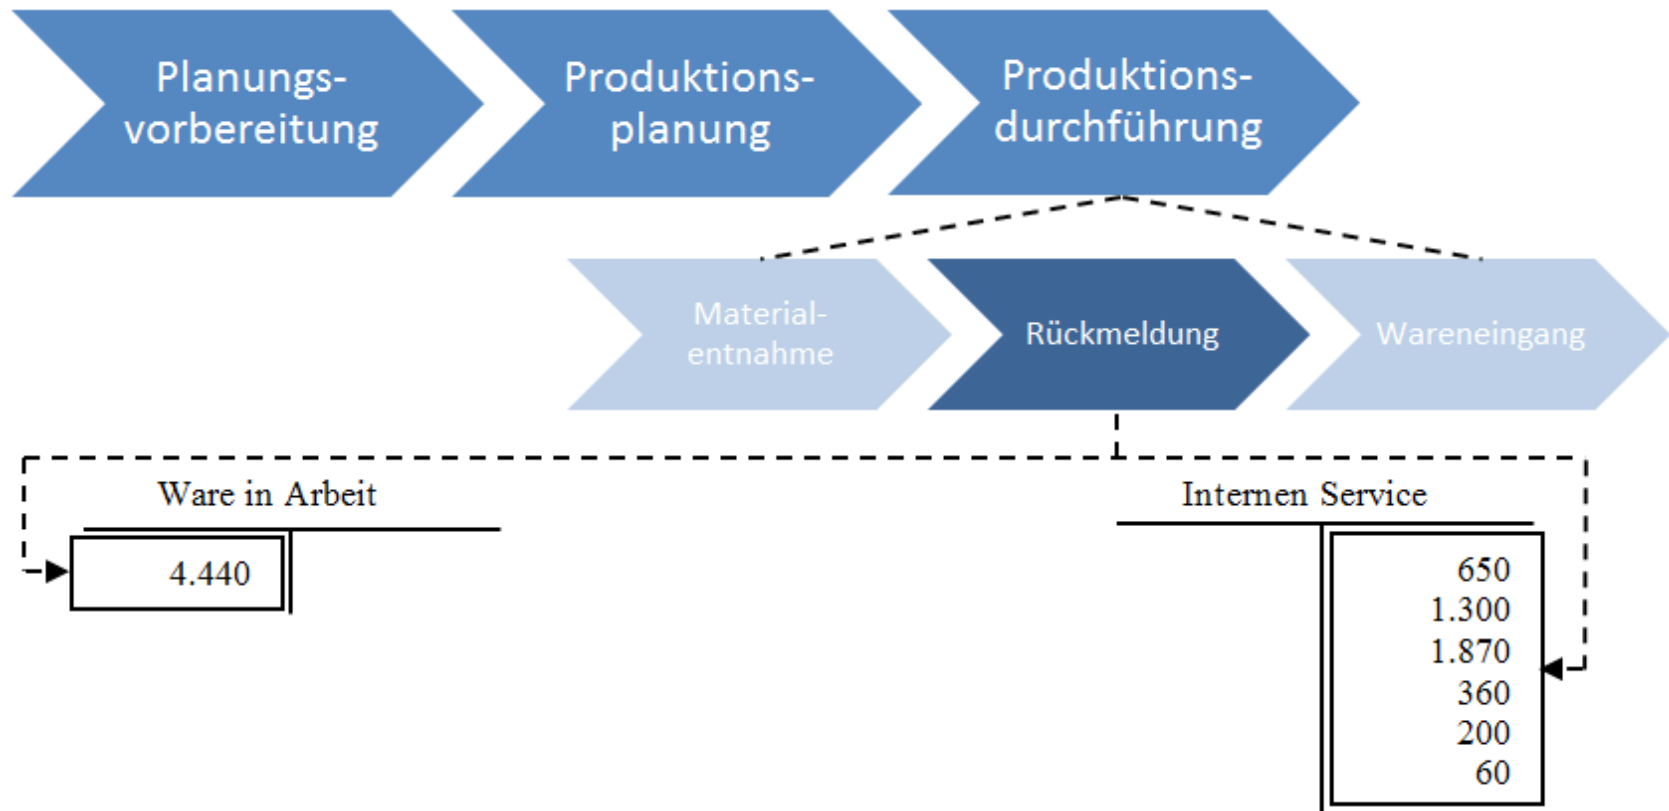 Planungs-
vorbereitung
Produktions-
planung
Produktions-
durchführung
Material-
entnahme
Rückmeldung
Wareneingang
Ware in Arbeit
4.440
Internen Service
650
1.300
1.870
360
200
60